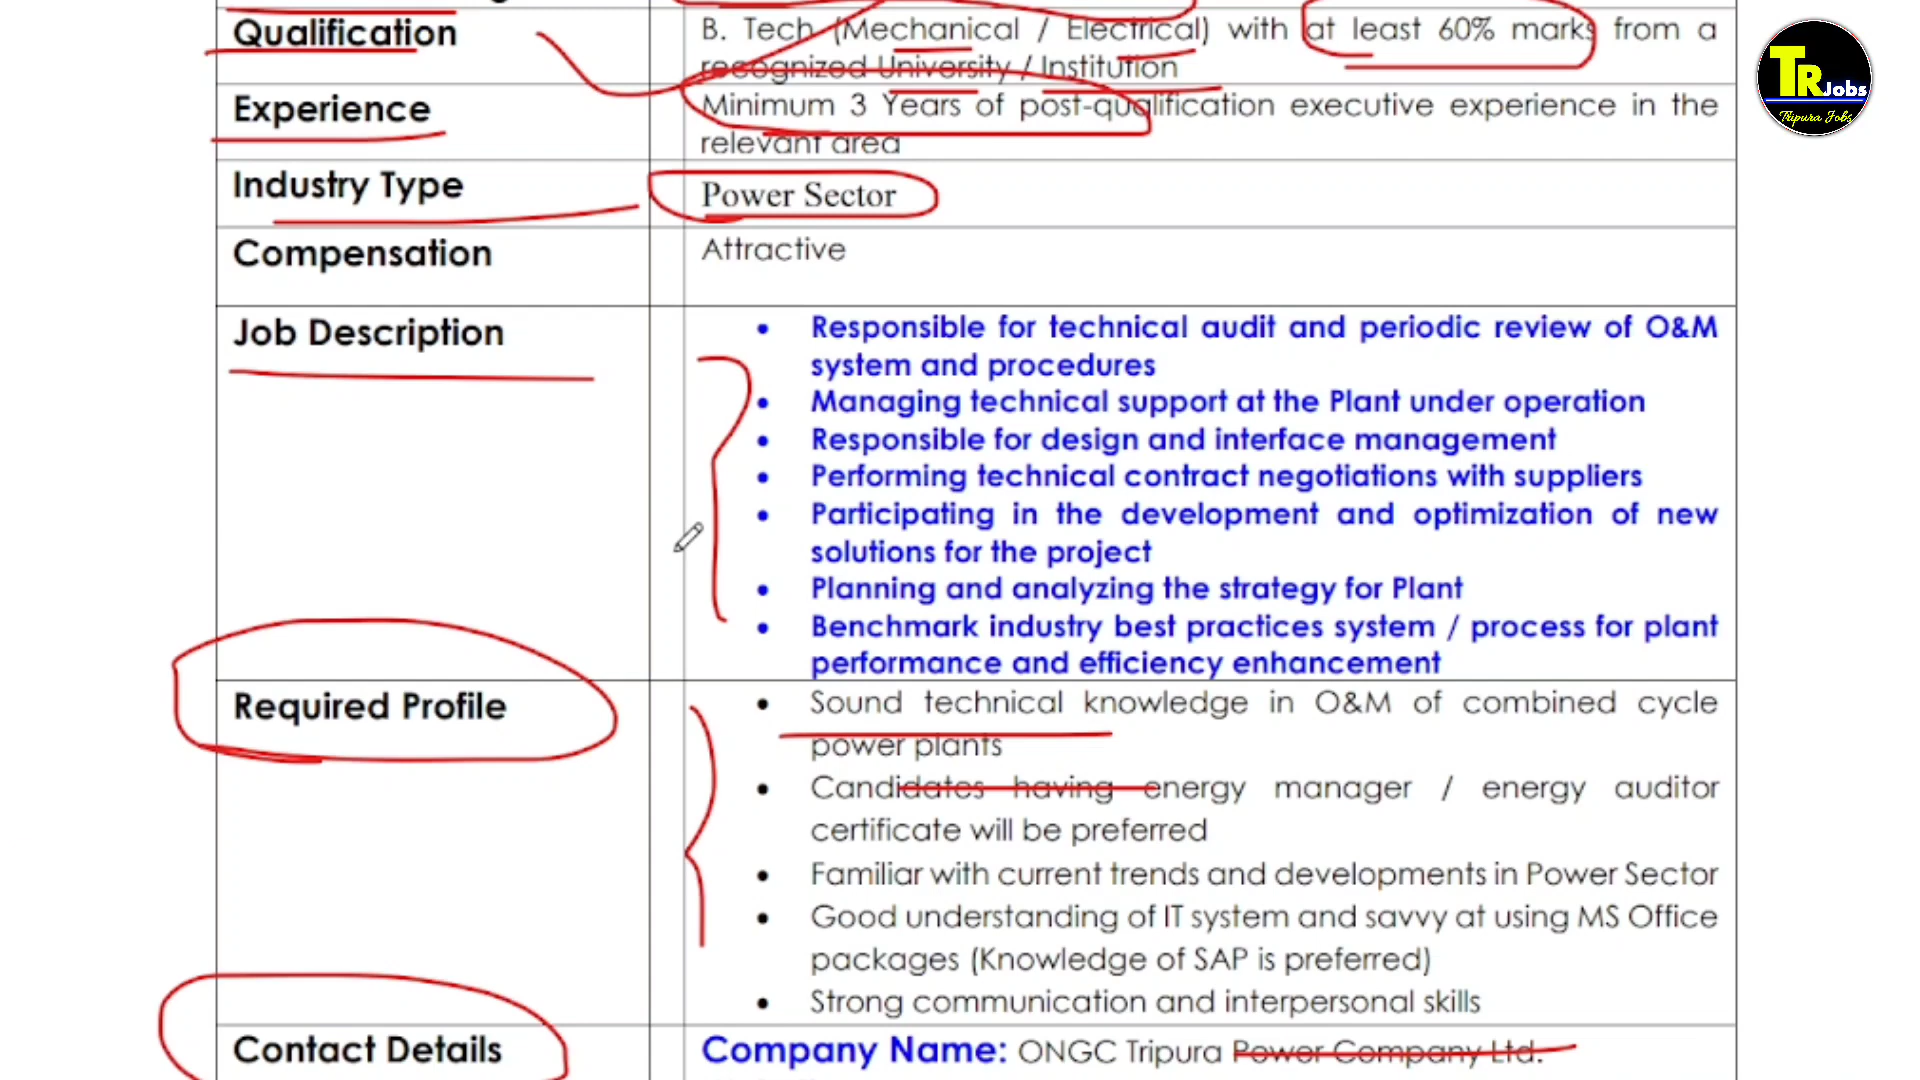 Qualification
B. Tech (Mechanical / Electrical) with at least 60% marks from a
recognized University / Institution
Experience
Minimum 3 Years of post-qualification executive experience in the
relevant area
Industry Type
Power Sector
Compensation
Attractive
Job Description
• Responsible for technical audit and periodic review of O&M
system and procedures
• Managing technical support at the Plant under operation
• Responsible for design and interface management
• Performing technical contract negotiations with suppliers
• Participating in the development and optimization of new
solutions for the project
• Planning and analyzing the strategy for Plant
• Benchmark industry best practices system / process for plant
performance and efficiency enhancement
Required Profile
• Sound technical knowledge in O&M of combined cycle
power plants
• Candidates having energy manager / energy auditor
certificate will be preferred
• Familiar with current trends and developments in Power Sector
• Good understanding of IT system and savvy at using MS Office
packages (Knowledge of SAP is preferred)
• Strong communication and interpersonal skills
Contact Details
Company Name: ONGC Tripura Power Company Ltd.
TR Jobs
Tripura Jobs